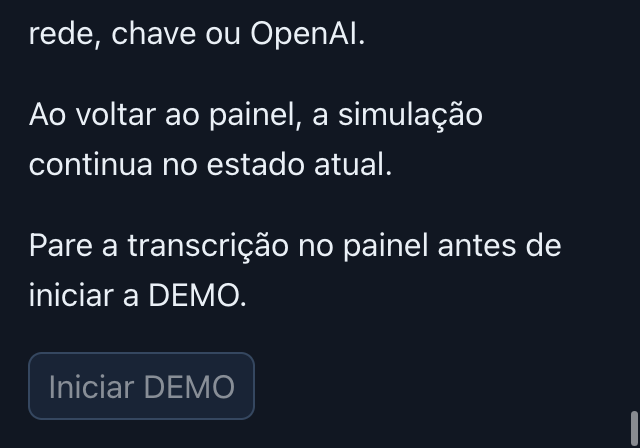 rede, chave ou OpenAI.
Ao voltar ao painel, a simulação
continua no estado atual.
Pare a transcrição no painel antes de
iniciar a DEMO.
Iniciar DEMO